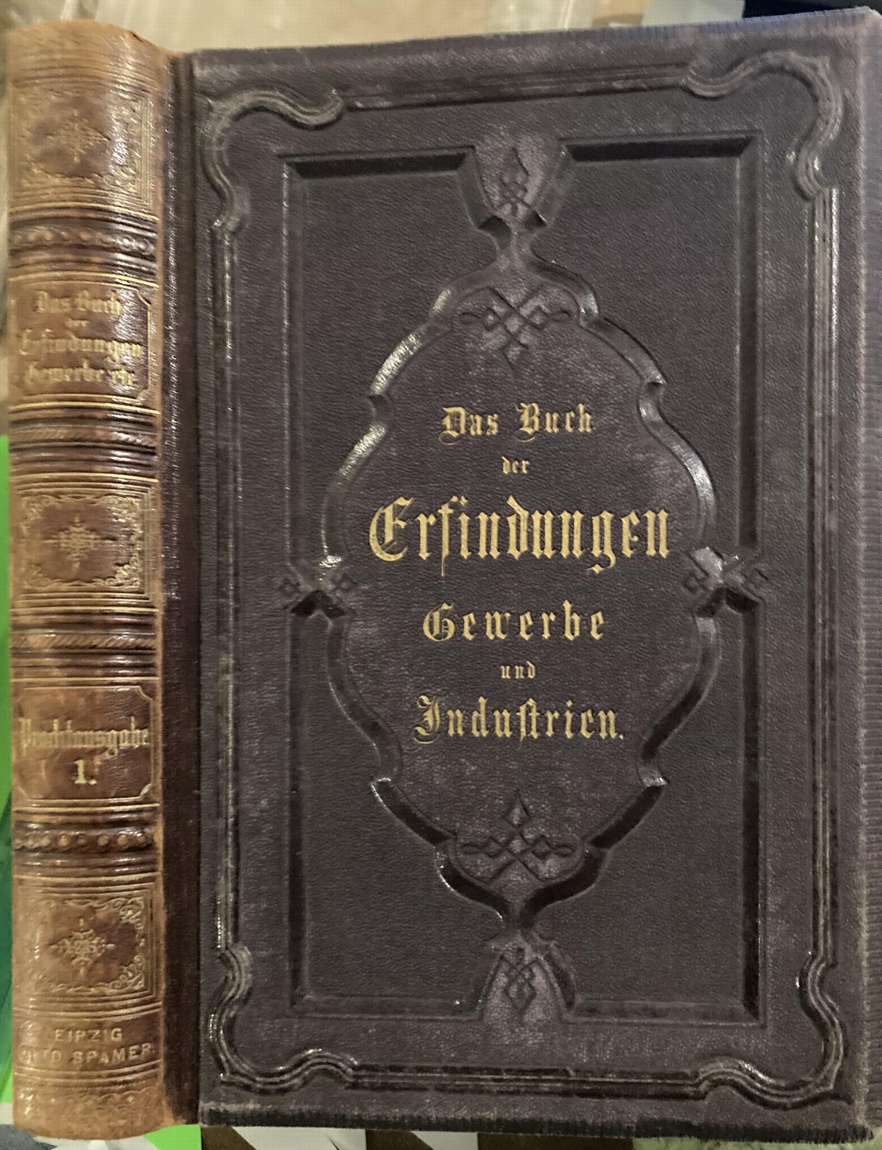 Das Buch
der
Erfindungen
Gewerbe etc
Prachtausgabe
1.
LEIPZIG
OTTO SPAMER
Das Buch
der
Erfindungen
Gewerbe
und
Induſtrien.